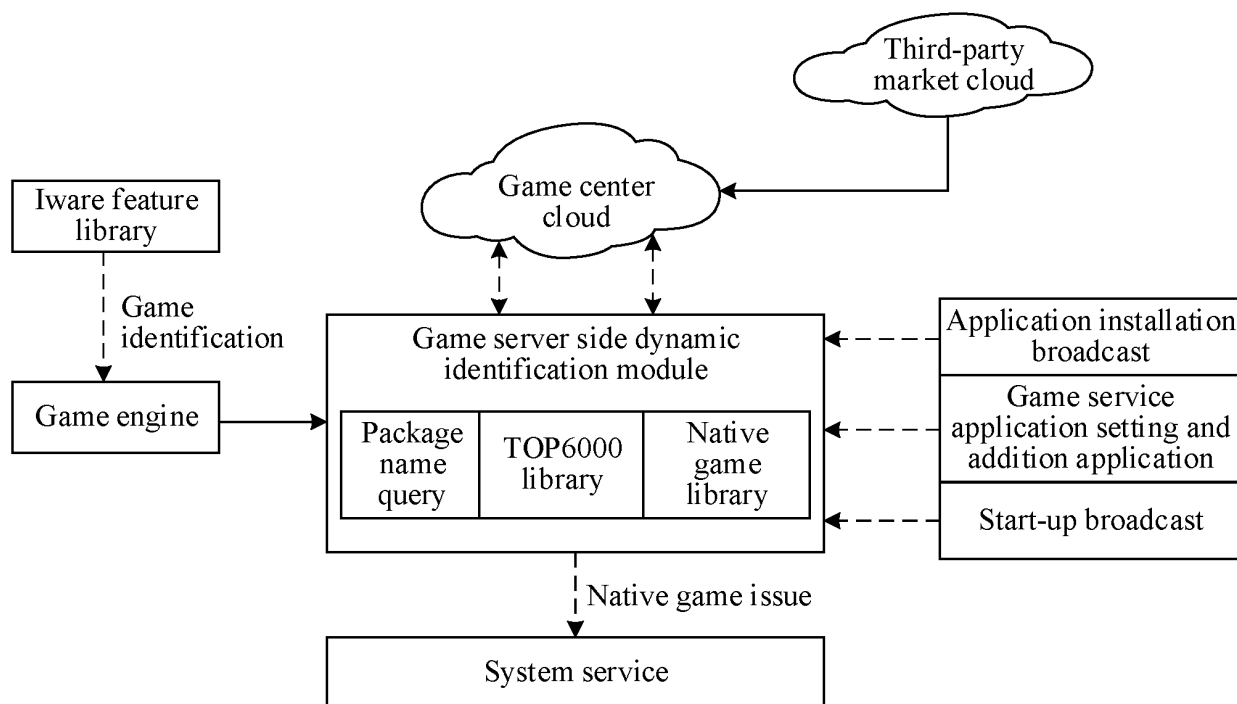 Third-party
market cloud
Game center
cloud
Iware feature
library
Game
identification
Game engine
Game server side dynamic
identification module
Package
name
query
TOP6000
library
Native
game
library
Application installation
broadcast
Game service
application setting and
addition application
Start-up broadcast
Native game issue
System service